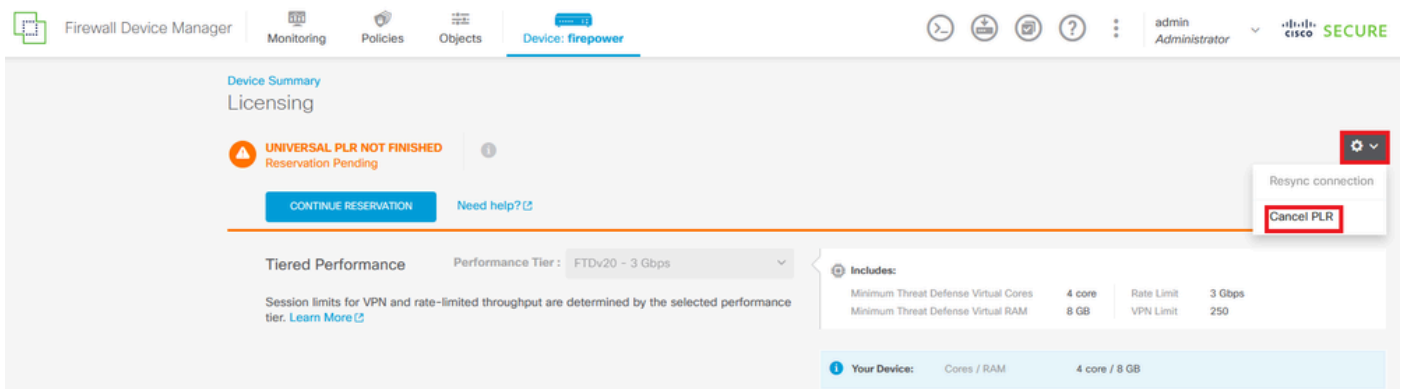 Firewall Device Manager
Monitoring
Policies
Objects
Device: firepower
admin
Administrator
cisco SECURE
Device Summary
Licensing
UNIVERSAL PLR NOT FINISHED
Reservation Pending
Resync connection
Cancel PLR
CONTINUE RESERVATION
Need help?
Tiered Performance
Performance Tier : FTDv20 - 3 Gbps
Session limits for VPN and rate-limited throughput are determined by the selected performance
tier. Learn More
Includes:
Minimum Threat Defense Virtual Cores 4 core Rate Limit 3 Gbps
Minimum Threat Defense Virtual RAM 8 GB VPN Limit 250
Your Device: Cores / RAM 4 core / 8 GB